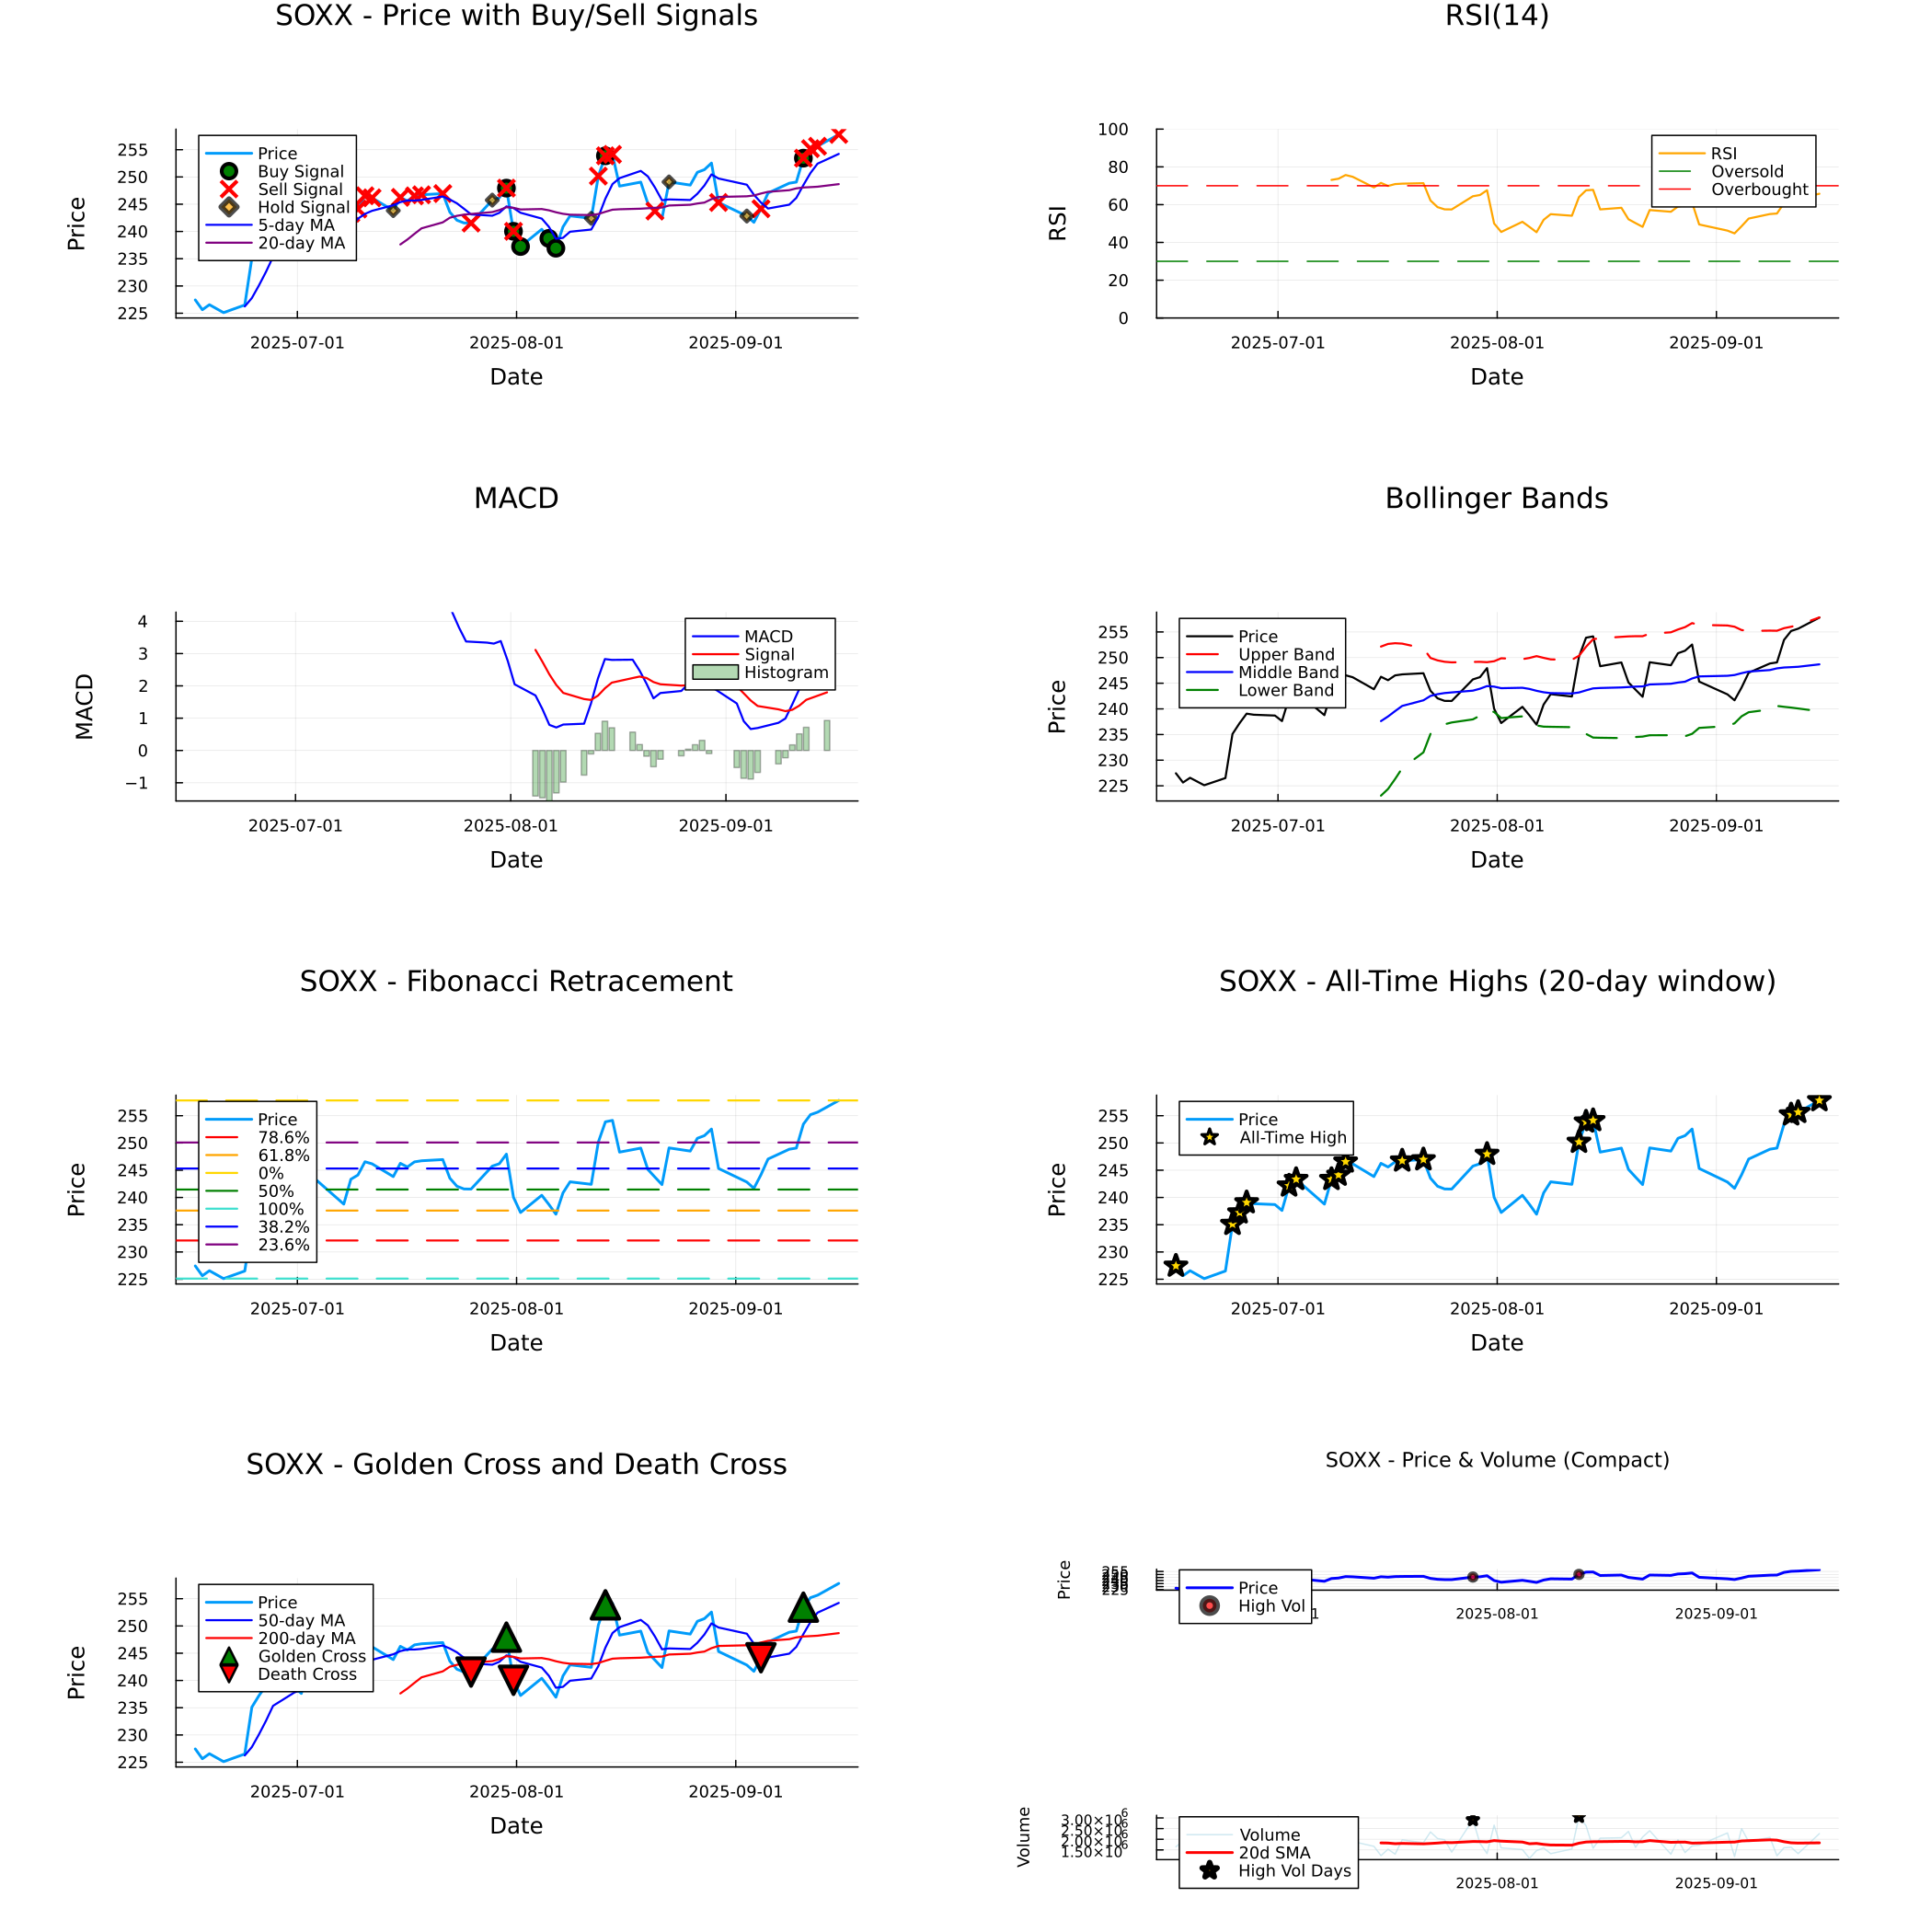 SOXX - Price with Buy/Sell Signals
Price
255
250
245
240
235
230
225
Price
Buy Signal
Sell Signal
Hold Signal
5-day MA
20-day MA
2025-07-01
2025-08-01
2025-09-01
Date
RSI(14)
RSI
100
80
60
40
20
0
RSI
Oversold
Overbought
2025-07-01
2025-08-01
2025-09-01
Date
MACD
MACD
4
3
2
1
0
−1
MACD
Signal
Histogram
2025-07-01
2025-08-01
2025-09-01
Date
Bollinger Bands
Price
255
250
245
240
235
230
225
Price
Upper Band
Middle Band
Lower Band
2025-07-01
2025-08-01
2025-09-01
Date
SOXX - Fibonacci Retracement
Price
255
250
245
240
235
230
225
Price
78.6%
61.8%
0%
50%
100%
38.2%
23.6%
2025-07-01
2025-08-01
2025-09-01
Date
SOXX - All-Time Highs (20-day window)
Price
255
250
245
240
235
230
225
Price
All-Time High
2025-07-01
2025-08-01
2025-09-01
Date
SOXX - Golden Cross and Death Cross
Price
255
250
245
240
235
230
225
Price
50-day MA
200-day MA
Golden Cross
Death Cross
2025-07-01
2025-08-01
2025-09-01
Date
SOXX - Price & Volume (Compact)
Price
Price
High Vol
2025-08-01
2025-09-01
Volume
3.00×10⁶
2.50×10⁶
2.00×10⁶
1.50×10⁶
Volume
20d SMA
High Vol Days
2025-08-01
2025-09-01